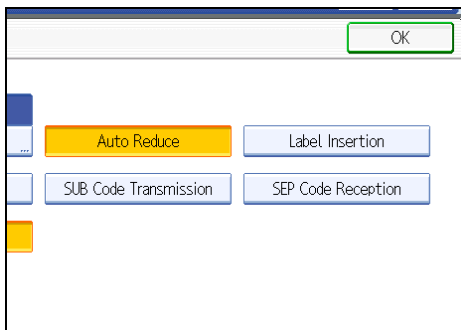 OK
... Auto Reduce Label Insertion
SUB Code Transmission SEP Code Reception